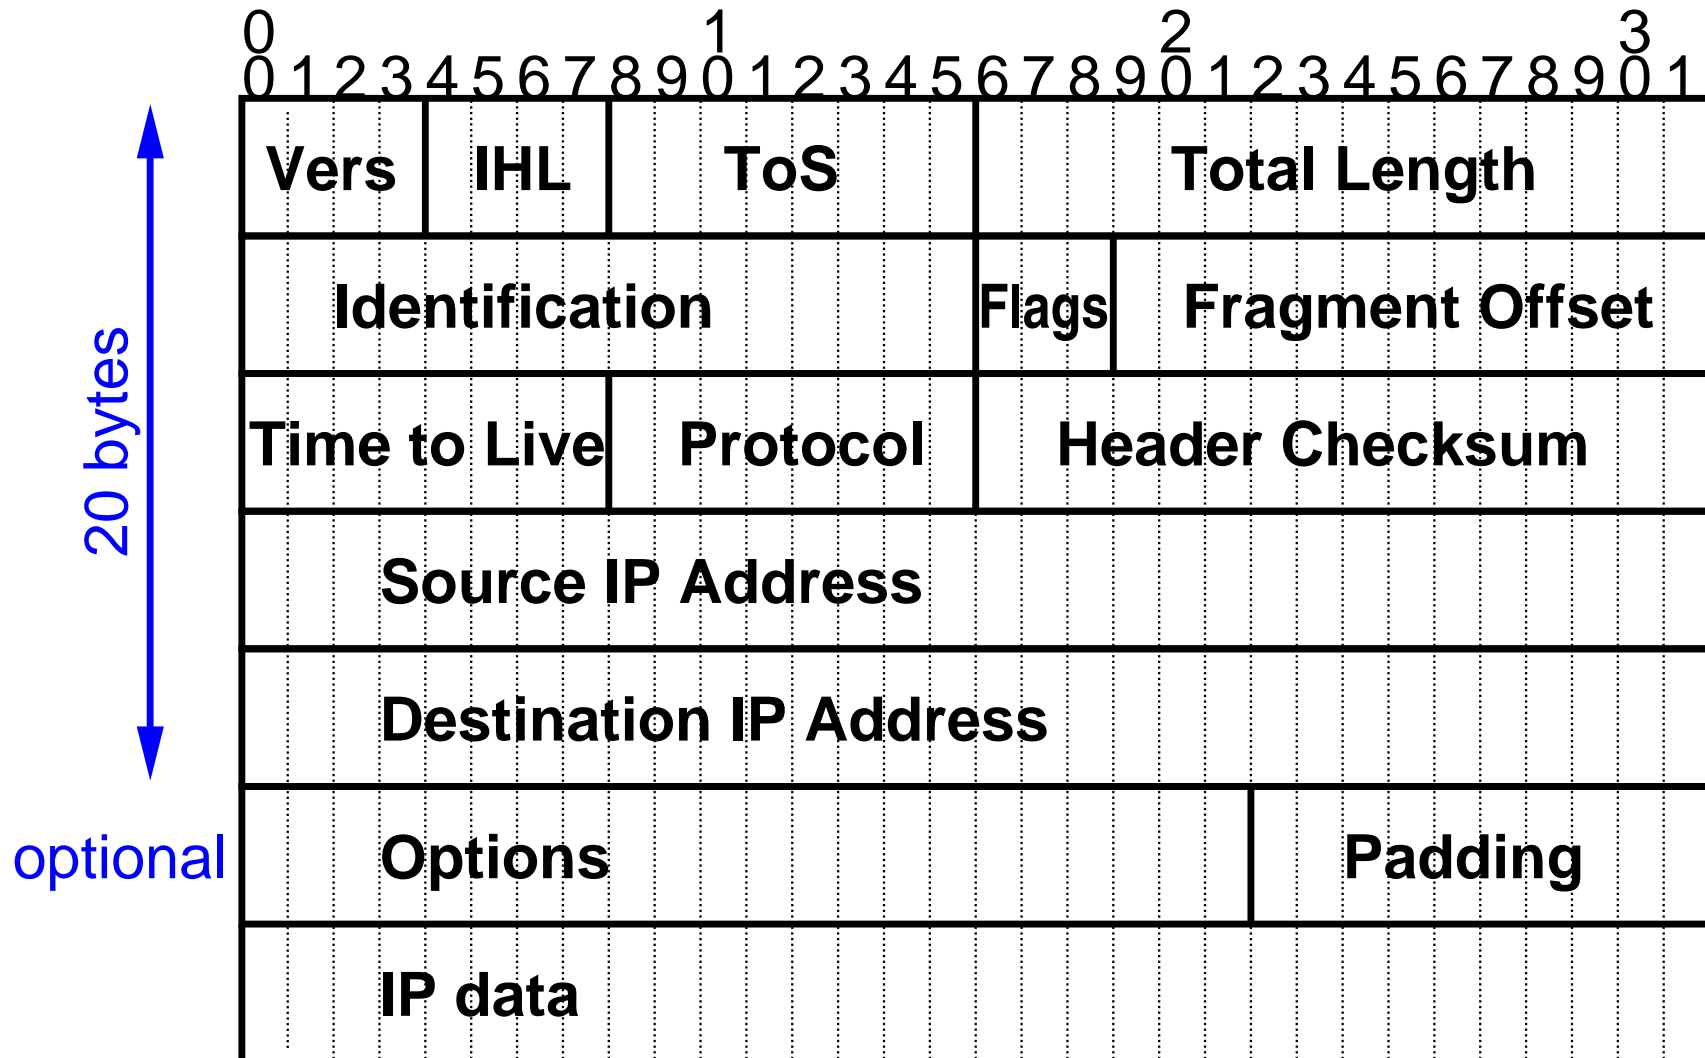 0 1 2 3
0 1 2 3 4 5 6 7 8 9 0 1 2 3 4 5 6 7 8 9 0 1 2 3 4 5 6 7 8 9 0 1
Vers IHL ToS Total Length
Identification Flags Fragment Offset
20 bytes
Time to Live Protocol Header Checksum
Source IP Address
Destination IP Address
optional Options Padding
IP data